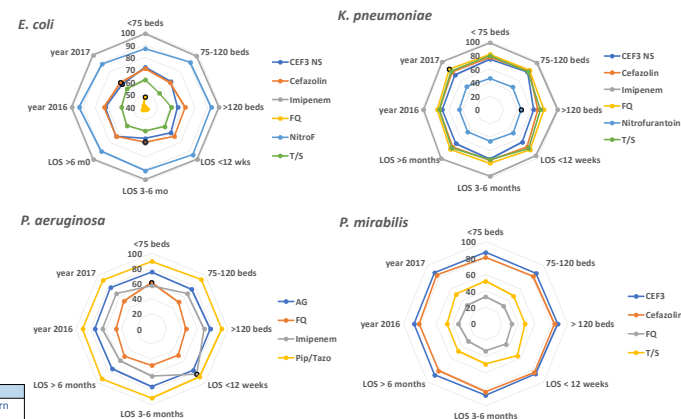 E. coli
<75 beds
75-120 beds
>120 beds
LOS <12 wks
LOS 3-6 mo
LOS >6 m0
year 2016
year 2017
100
90
80
70
60
50
40
CEF3 NS
Cefazolin
Imipenem
FQ
NitroF
T/S
K. pneumoniae
< 75 beds
75-120 beds
>120 beds
LOS <12 weeks
LOS 3-6 months
LOS >6 months
year 2016
year 2017
100
80
60
40
20
0
CEF3 NS
Cefazolin
Imipenem
FQ
Nitrofurantoin
T/S
P. aeruginosa
<75 beds
75-120 beds
>120 beds
LOS <12 weeks
LOS 3-6 months
LOS > 6 months
year 2016
year 2017
100
80
60
40
20
0
AG
FQ
Imipenem
Pip/Tazo
P. mirabilis
<75 beds
75-120 beds
> 120 beds
LOS < 12 weeks
LOS 3-6 months
LOS > 6 months
year 2016
year 2017
100
80
60
40
20
0
CEF3
Cefazolin
FQ
T/S